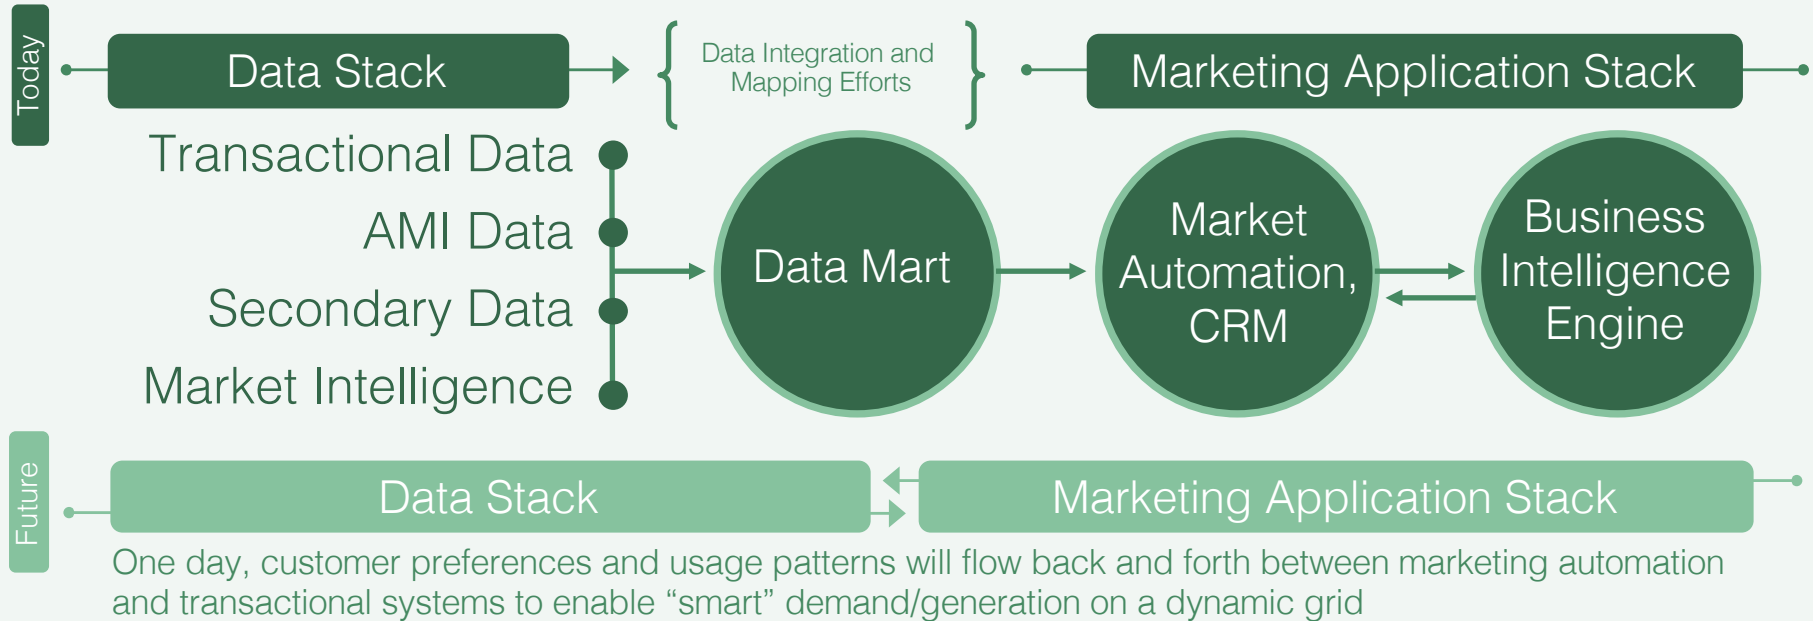 Today
Data Stack
Data Integration and
Mapping Efforts
Marketing Application Stack
Transactional Data
AMI Data
Secondary Data
Market Intelligence
Data Mart
Market
Automation,
CRM
Business
Intelligence
Engine
Future
Data Stack
Marketing Application Stack
One day, customer preferences and usage patterns will flow back and forth between marketing automation
and transactional systems to enable “smart” demand/generation on a dynamic grid